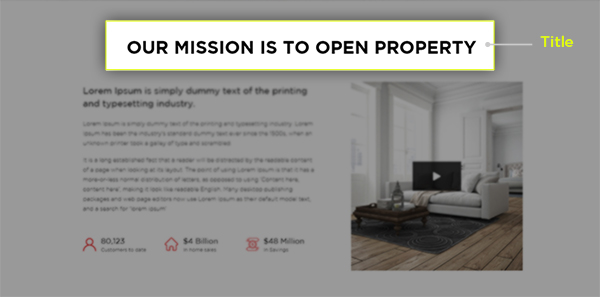 OUR MISSION IS TO OPEN PROPERTY
Title
Lorem Ipsum is simply dummy text of the printing
and typesetting industry.
Lorem Ipsum is simply dummy text of the printing and typesetting industry. Lorem
Ipsum has been the industry's standard dummy text ever since the 1500s, when an
unknown printer took a galley of type and scrambled
It is a long established fact that a reader will be distracted by the readable content
of a page when looking at its layout. The point of using Lorem Ipsum is that it has a
more-or-less normal distribution of letters, as opposed to using 'Content here,
content here', making it look like readable English. Many desktop publishing
packages and web page editors now use Lorem Ipsum as their default model text,
and a search for 'lorem ipsum'
80,123
Customers to date
$4 Billion
in home sales
$48 Million
in Savings